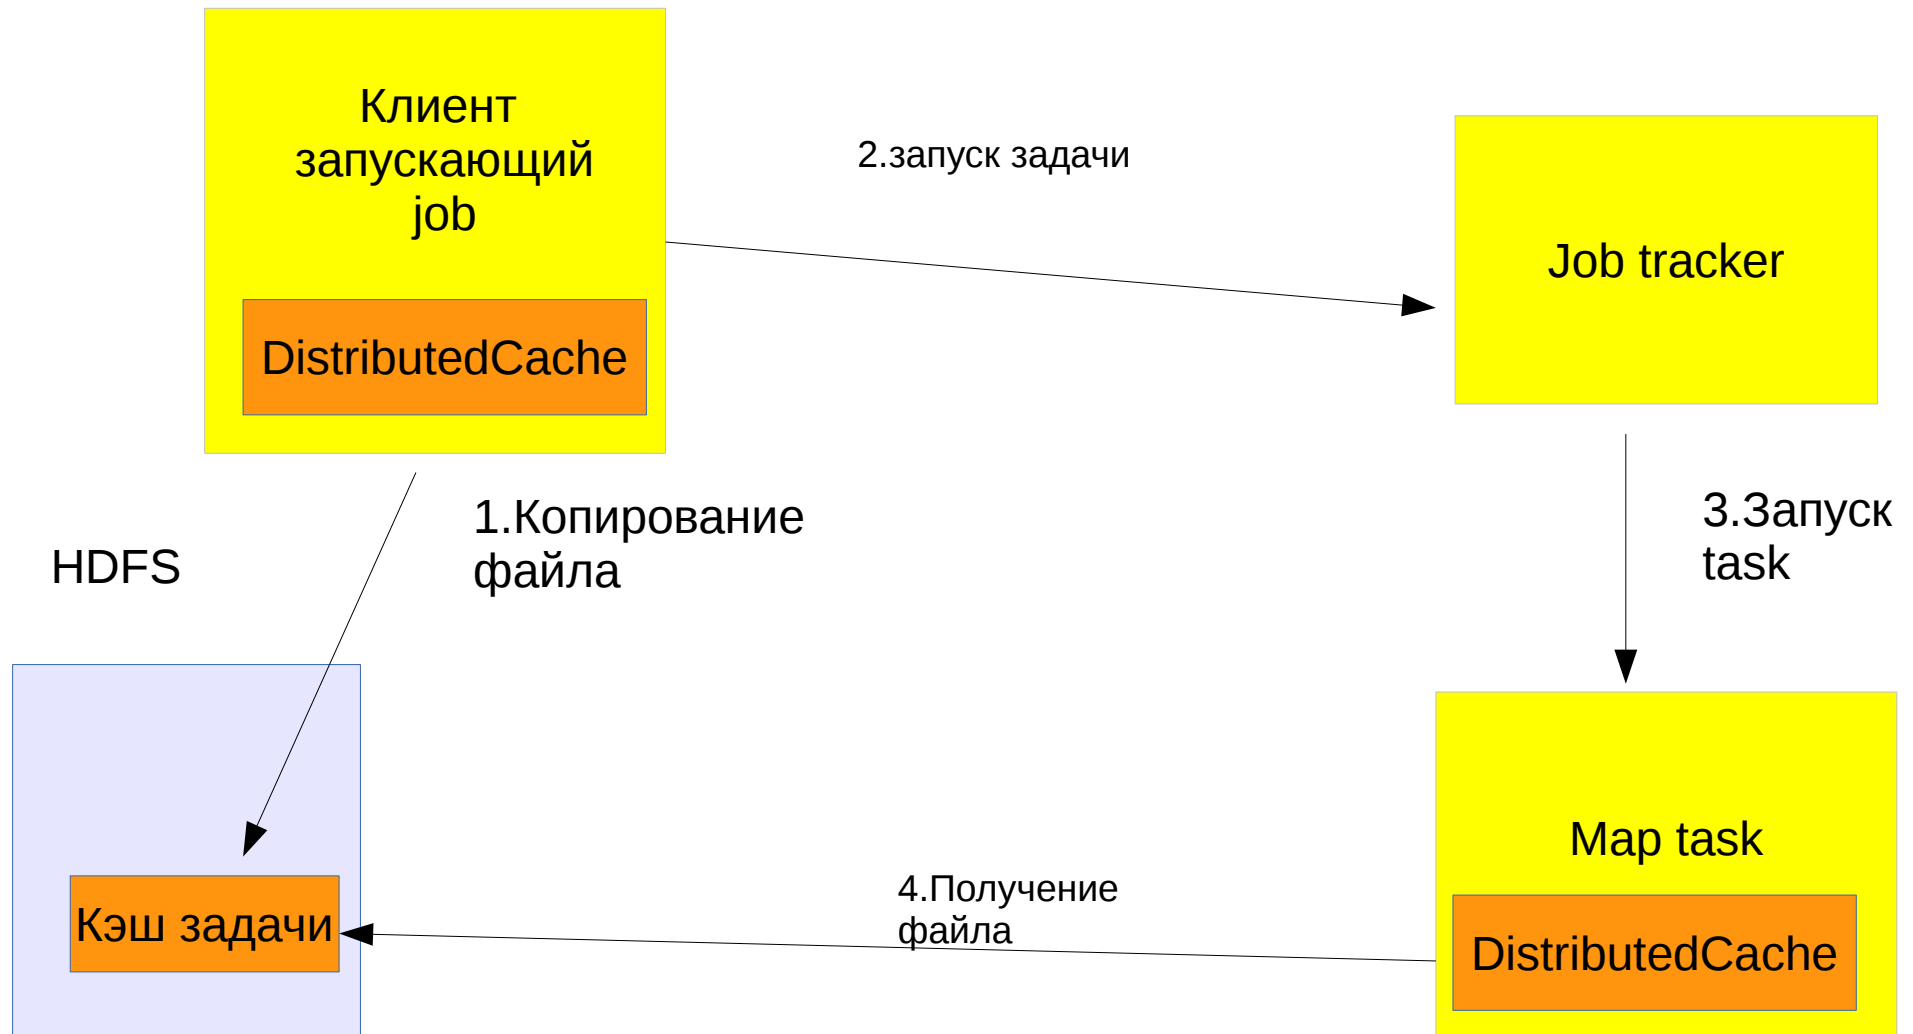 Клиент
запускающий
job
DistributedCache
2.запуск задачи
Job tracker
1.Копирование
файла
3.Запуск
task
HDFS
Кэш задачи
4.Получение
файла
Map task
DistributedCache